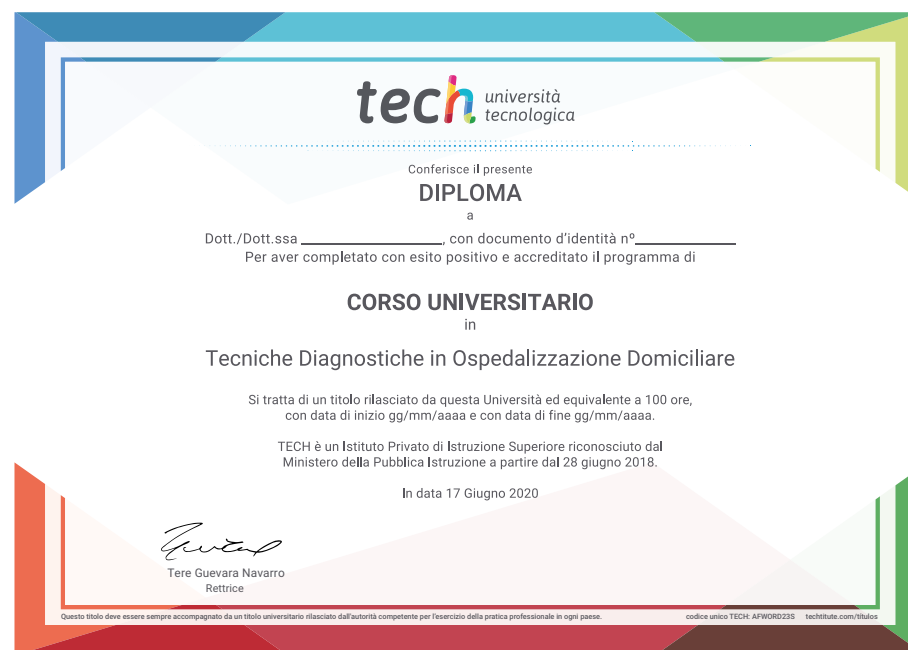 tech università
tecnologica
Conferisce il presente
DIPLOMA
a
Dott./Dott.ssa ____________________, con documento d'identità nº______________
Per aver completato con esito positivo e accreditato il programma di
CORSO UNIVERSITARIO
in
Tecniche Diagnostiche in Ospedalizzazione Domiciliare
Si tratta di un titolo rilasciato da questa Università ed equivalente a 100 ore,
con data di inizio gg/mm/aaaa e con data di fine gg/mm/aaaa.
TECH è un Istituto Privato di Istruzione Superiore riconosciuto dal
Ministero della Pubblica Istruzione a partire dal 28 giugno 2018.
In data 17 Giugno 2020
Tere Guevara Navarro
Rettrice
Questo titolo deve essere sempre accompagnato da un titolo universitario rilasciato dall'autorità competente per l'esercizio della pratica professionale in ogni paese. codice unico TECH: AFWORD23S techtitute.com/titulos